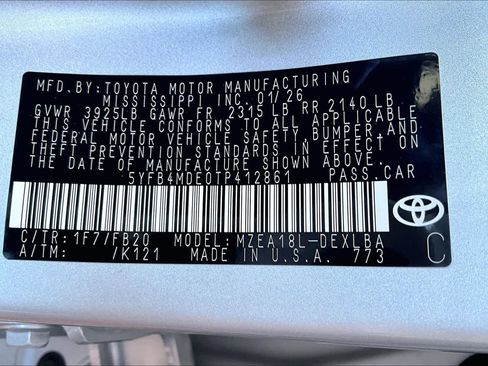 MFD. BY: TOYOTA MOTOR MANUFACTURING
MISSISSIPPI INC. 01/26
GVWR 3925LB GAWR FR 2315 LB RR 2140 LB
THIS VEHICLE CONFORMS TO ALL APPLICABLE
FEDERAL MOTOR VEHICLE SAFETY, BUMPER, AND
THEFT PREVENTION STANDARDS IN EFFECT ON
THE DATE OF MANUFACTURE SHOWN ABOVE.
5YFB4MDE0TP412861 PASS. CAR
C/TR: 1F7/FB20 MODEL: MZEA18L-DEXLBA
A/TM: /K121 MADE IN U.S.A. 773 C